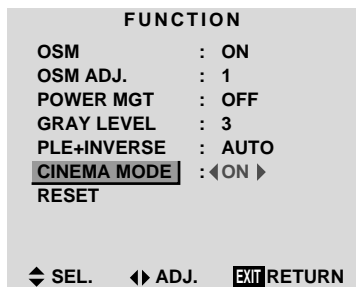 FUNCTION
OSM : ON
OSM ADJ. : 1
POWER MGT : OFF
GRAY LEVEL : 3
PLE+INVERSE : AUTO
CINEMA MODE : ON
RESET
SEL. ADJ. EXIT RETURN